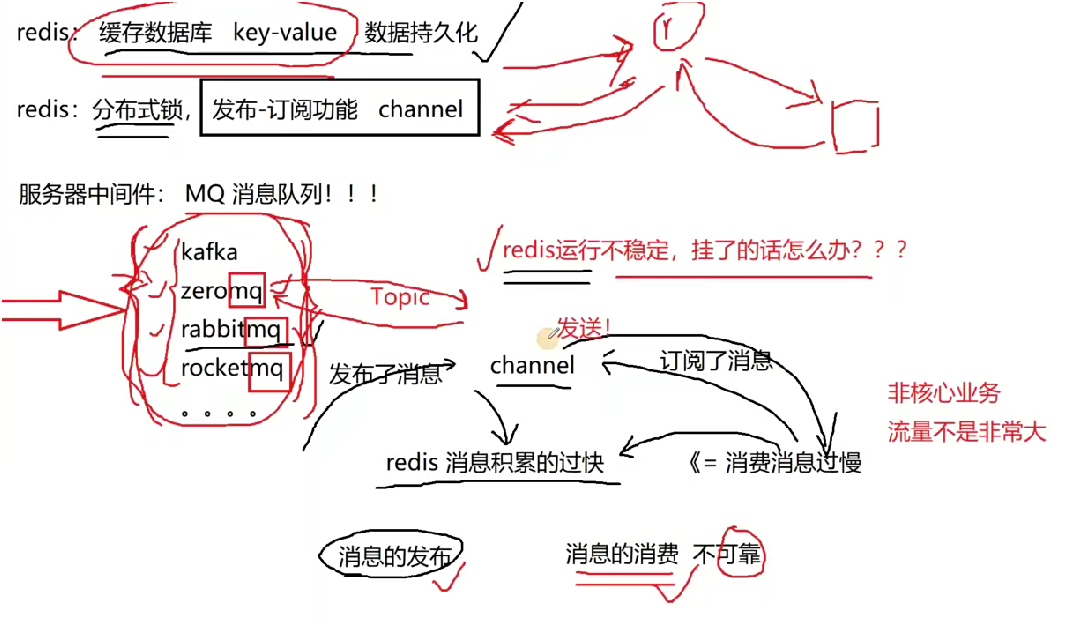 redis：缓存数据库 key-value 数据持久化
r
redis：分布式锁，发布-订阅功能 channel
服务器中间件： MQ 消息队列！！！
kafka
redis运行不稳定，挂了的话怎么办？？？
zeromq
Topic
rabbitmq
发送！
rocketmq
发布了消息
channel
订阅了消息
。。。。
非核心业务
流量不是非常大
redis 消息积累的过快
《= 消费消息过慢
消息的发布
消息的消费 不可靠